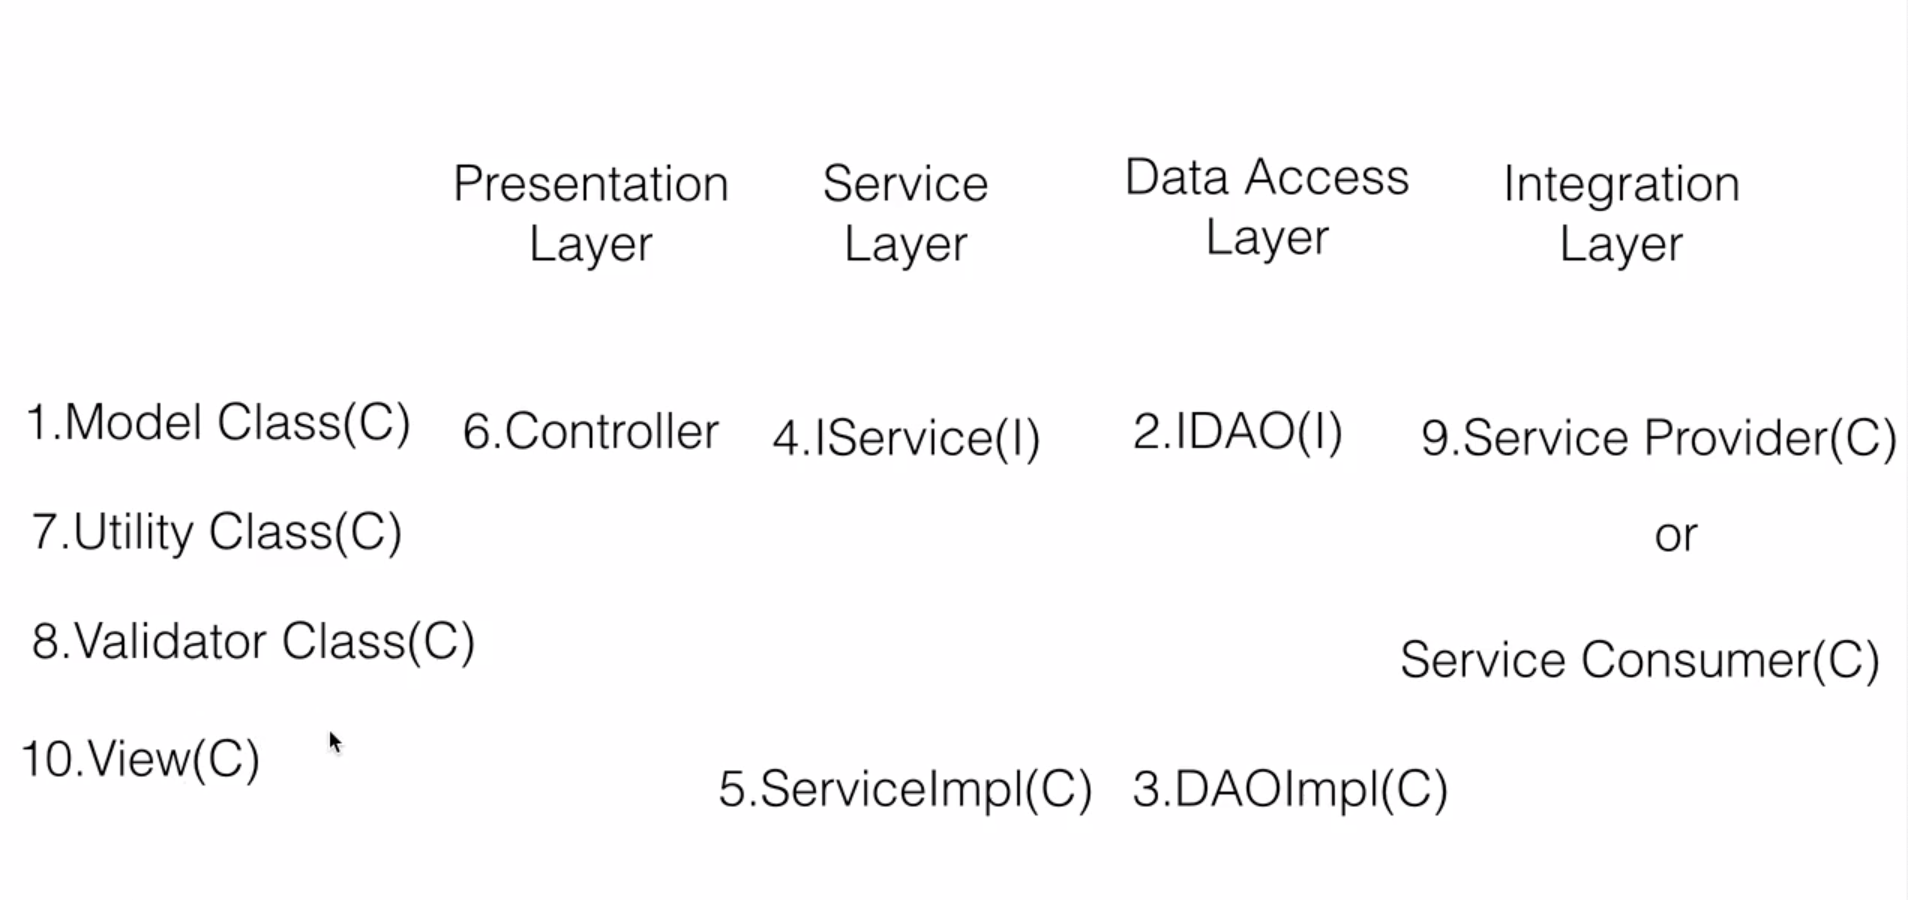 Presentation
Layer
Service
Layer
Data Access
Layer
Integration
Layer
1.Model Class(C)
6.Controller
4.IService(I)
2.IDAO(I)
9.Service Provider(C)
7.Utility Class(C)
or
8.Validator Class(C)
Service Consumer(C)
10.View(C)
5.ServiceImpl(C)
3.DAOImpl(C)